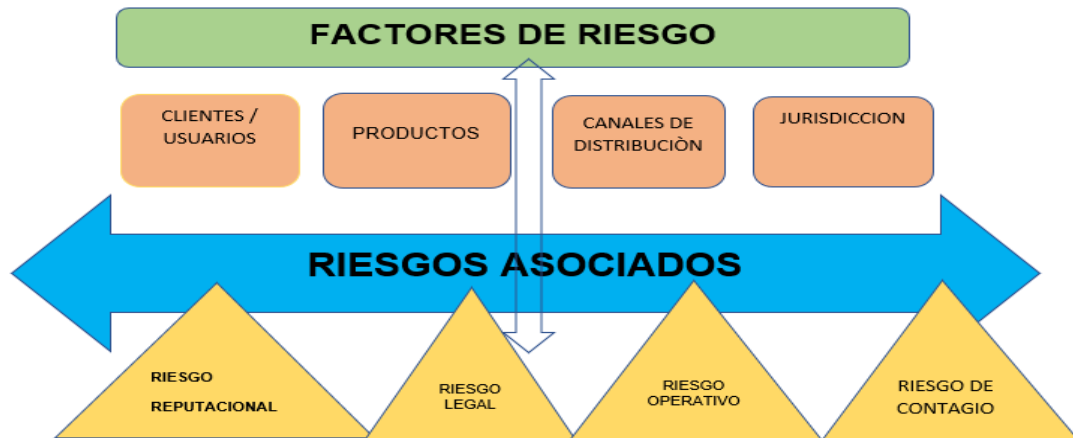 FACTORES DE RIESGO
CLIENTES /
USUARIOS
PRODUCTOS
CANALES DE
DISTRIBUCIÒN
JURISDICCION
RIESGOS ASOCIADOS
RIESGO
REPUTACIONAL
RIESGO
LEGAL
RIESGO
OPERATIVO
RIESGO DE
CONTAGIO